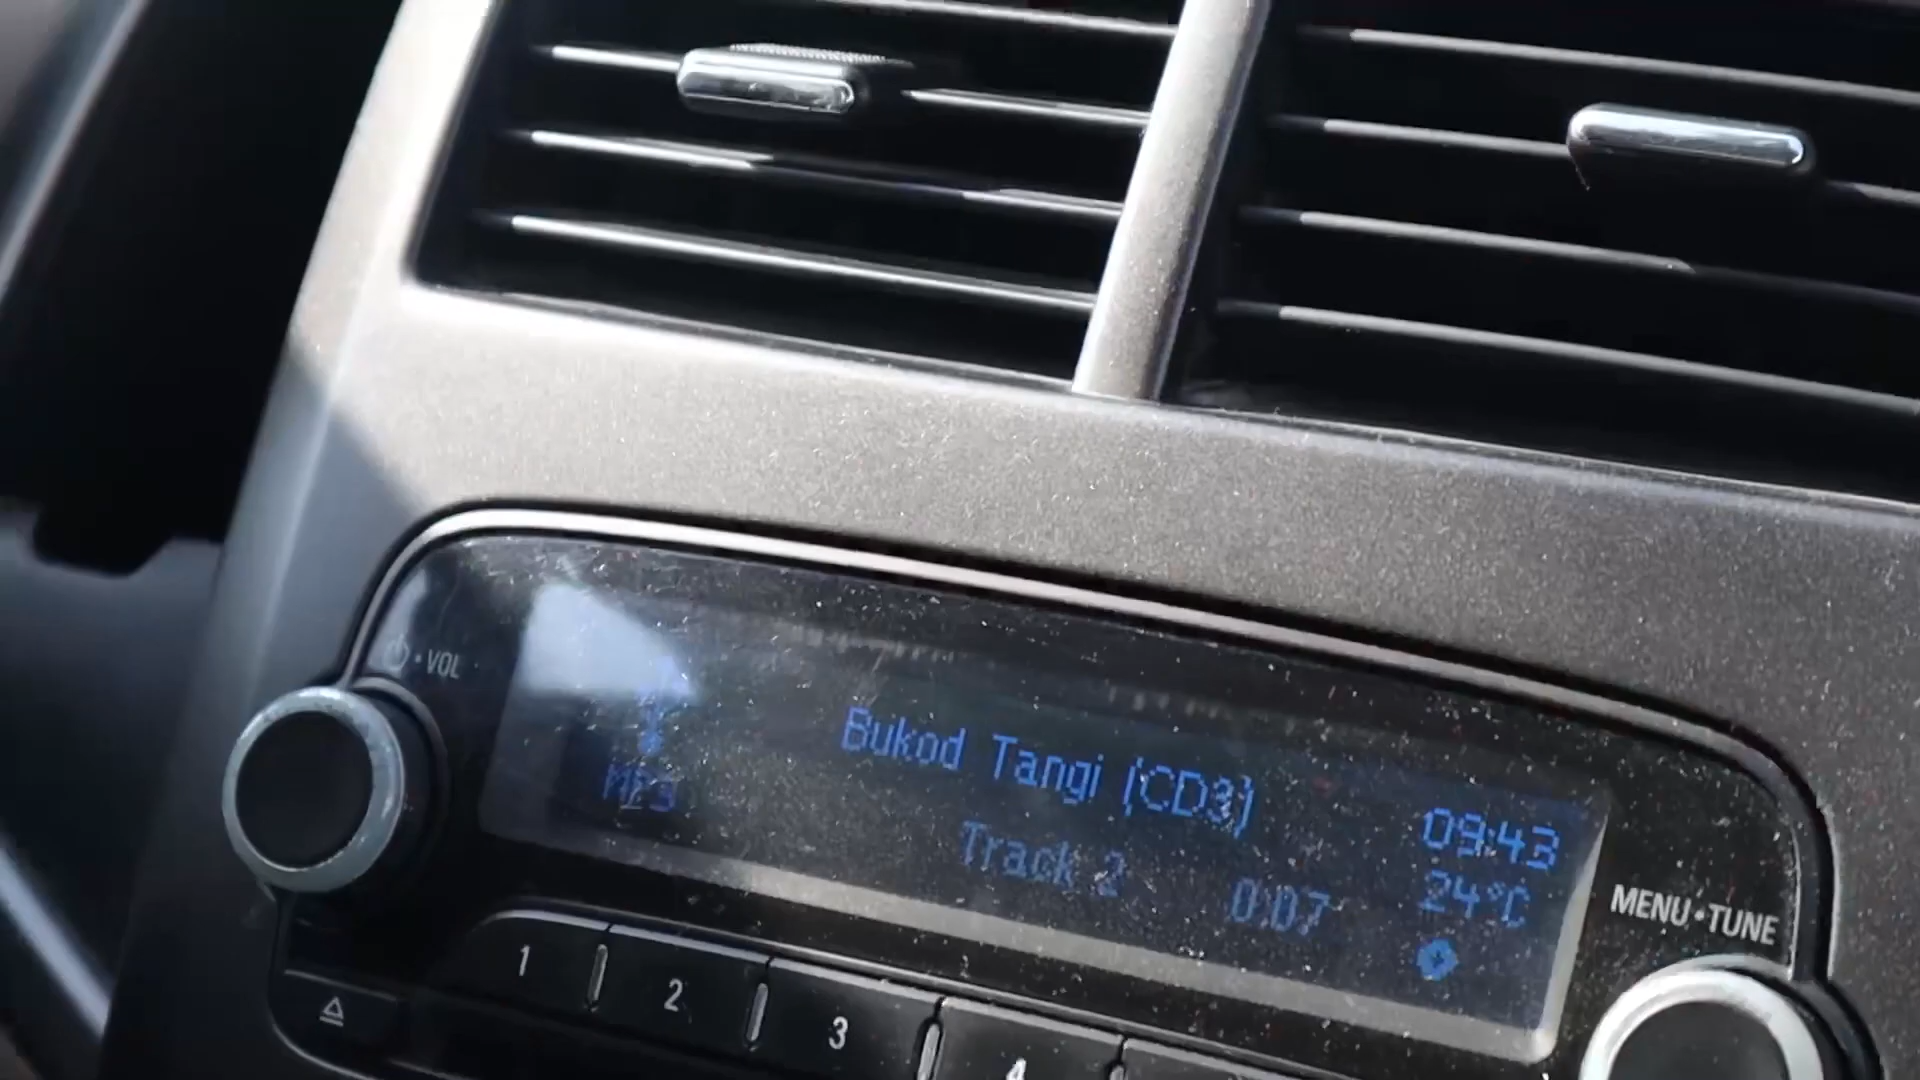 VOL
MP3
Bukod Tangi (CD3)
Track 2
0:07
09:43
24°C
MENU•TUNE
1
2
3
4